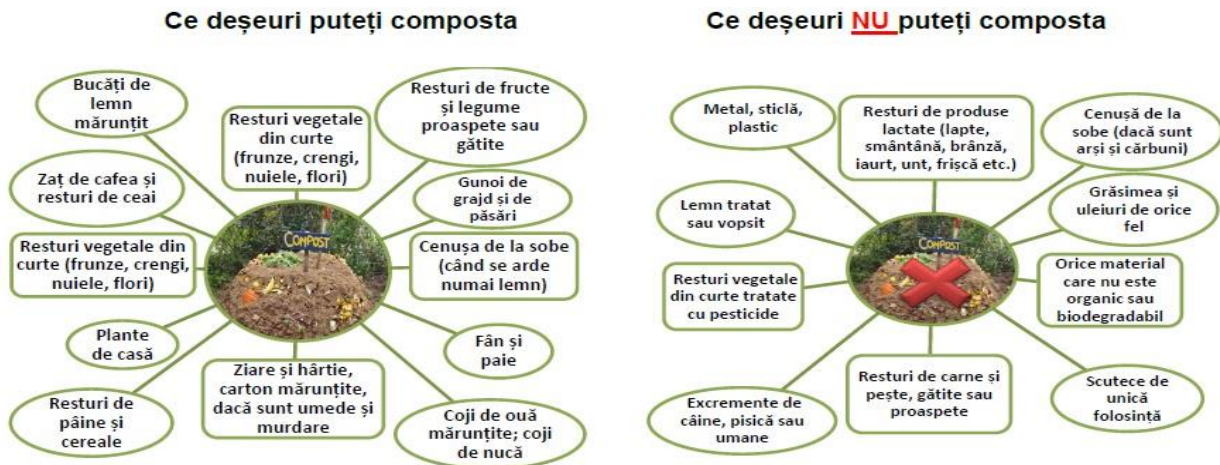 Ce deșeuri puteți composta
Bucăți de
lemn
mărunțit
Resturi vegetale
din curte
(frunze, crengi,
nuiele, flori)
Resturi de fructe
și legume
proaspete sau
gătite
Zaț de cafea și
resturi de ceai
Gunoi de
grajd și de
păsări
Resturi vegetale din
curte (frunze, crengi,
nuiele, flori)
COMPOST
Cenușa de la sobe
(când se arde
numai lemn)
Plante
de casă
Fân și
paie
Resturi de
pâine și
cereale
Ziare și hârtie,
carton mărunțite,
dacă sunt umede și
murdare
Coji de ouă
mărunțite; coji
de nucă
Ce deșeuri NU puteți composta
Metal, sticlă,
plastic
Resturi de produse
lactate (lapte,
smântână, brânză,
iaurt, unt, frișcă etc.)
Cenușă de la
sobe (dacă sunt
arși și cărbuni)
Lemn tratat
sau vopsit
Grăsimea și
uleiuri de orice
fel
COMPOST
Resturi vegetale
din curte tratate
cu pesticide
Orice material
care nu este
organic sau
biodegradabil
Excremente de
câine, pisică sau
umane
Resturi de carne și
pește, gătite sau
proaspete
Scutece de
unică
folosință